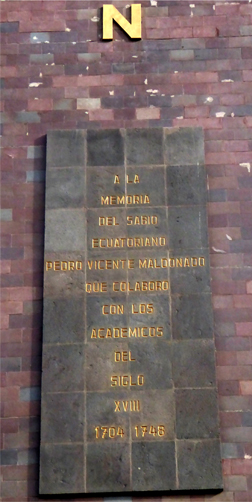 N
A LA
MEMORIA
DEL SABIO
ECUATORIANO
PEDRO VICENTE MALDONADO
QUE COLABORO
CON LOS
ACADEMICOS
DEL
SIGLO
XVIII
1704 1748